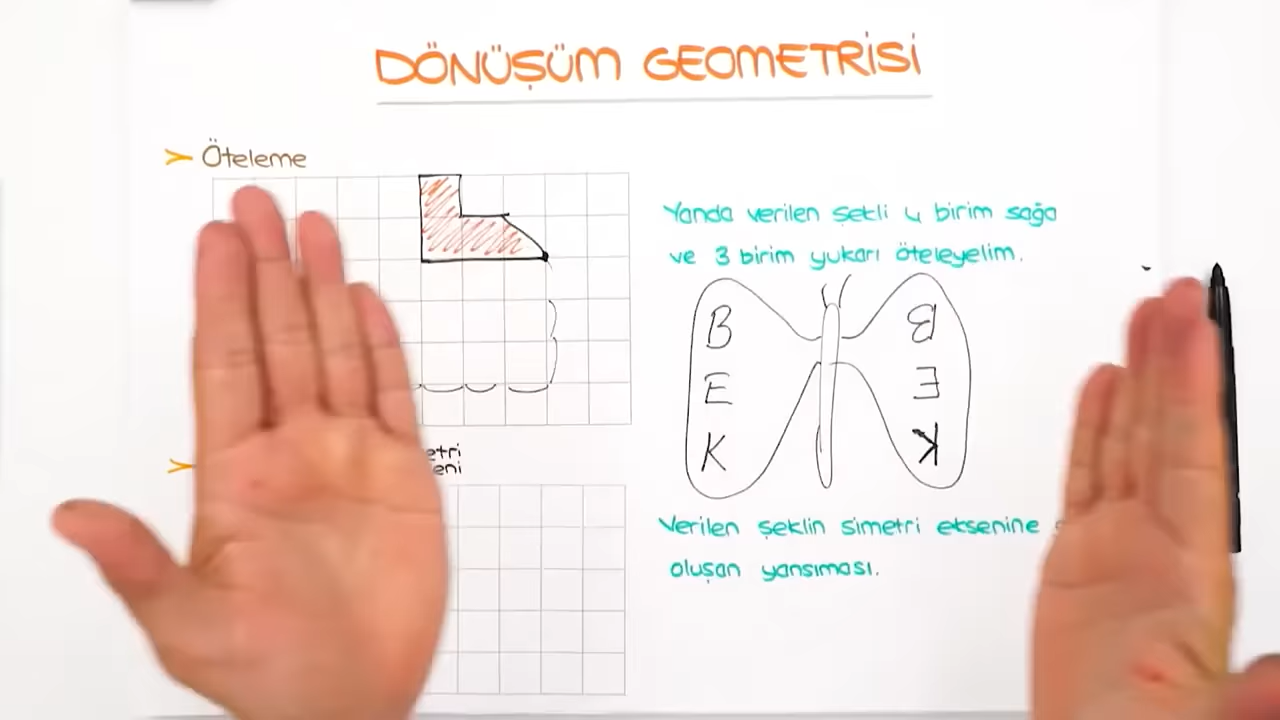 DÖNÜŞÜM GEOMETRİSİ
Öteleme
Yanda verilen şekli 4 birim sağa
ve 3 birim yukarı öteleyelim.
B B
E E
K K
Verilen şeklin simetri eksenine
oluşan yansıması.